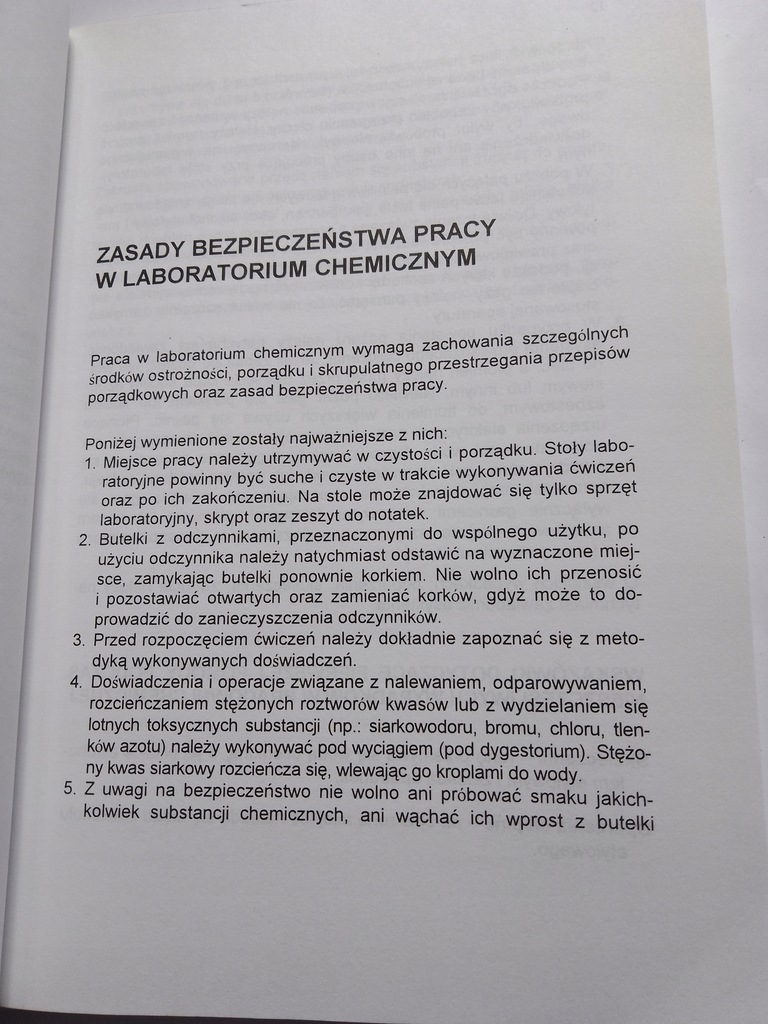 ZASADY BEZPIECZEŃSTWA PRACY
W LABORATORIUM CHEMICZNYM
Praca w laboratorium chemicznym wymaga zachowania szczególnych
środków ostrożności, porządku i skrupulatnego przestrzegania przepisów
porządkowych oraz zasad bezpieczeństwa pracy.
Poniżej wymienione zostały najważniejsze z nich:
1. Miejsce pracy należy utrzymywać w czystości i porządku. Stoły labo-
ratoryjne powinny być suche i czyste w trakcie wykonywania ćwiczeń
oraz po ich zakończeniu. Na stole może znajdować się tylko sprzęt
laboratoryjny, skrypt oraz zeszyt do notatek.
2. Butelki z odczynnikami, przeznaczonymi do wspólnego użytku, po
użyciu odczynnika należy natychmiast odstawić na wyznaczone miej-
sce, zamykając butelki ponownie korkiem. Nie wolno ich przenosić
i pozostawiać otwartych oraz zamieniać korków, gdyż może to do-
prowadzić do zanieczyszczenia odczynników.
3. Przed rozpoczęciem ćwiczeń należy dokładnie zapoznać się z meto-
dyką wykonywanych doświadczeń.
4. Doświadczenia i operacje związane z nalewaniem, odparowywaniem,
rozcieńczaniem stężonych roztworów kwasów lub z wydzielaniem się
lotnych toksycznych substancji (np.: siarkowodoru, bromu, chloru, tlen-
ków azotu) należy wykonywać pod wyciągiem (pod dygestorium). Stężo-
ny kwas siarkowy rozcieńcza się, wlewając go kroplami do wody.
5. Z uwagi na bezpieczeństwo nie wolno ani próbować smaku jakich-
kolwiek substancji chemicznych, ani wąchać ich wprost z butelki